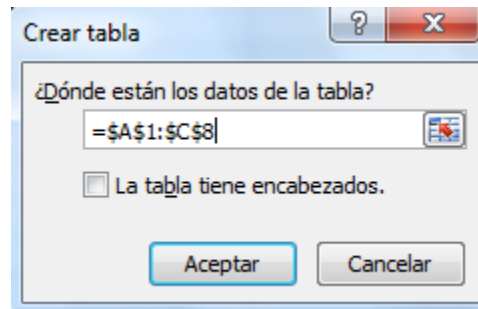 Crear tabla
¿Dónde están los datos de la tabla?
=$A$1:$C$8
La tabla tiene encabezados.
Aceptar Cancelar